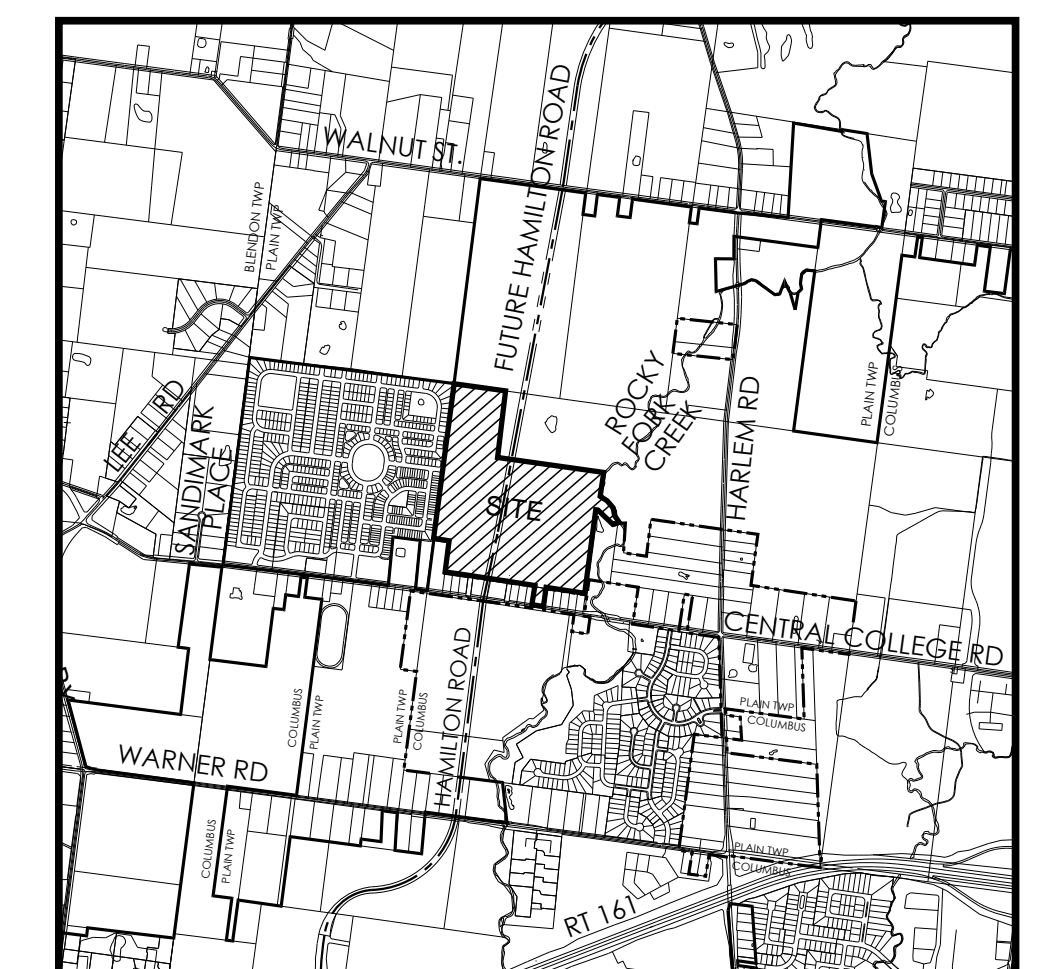 WALNUT ST.
FUTURE HAMILTON ROAD
BLENDON TWP
PLAIN TWP
ROCKY
FORK
CREEK
HARLEM RD
PLAIN TWP
COLUMBUS
LEE RD
SANDIMARK
PLACE
SITE
CENTRAL COLLEGE RD
HAMILTON ROAD
COLUMBUS
PLAIN TWP
PLAIN TWP
COLUMBUS
PLAIN TWP
COLUMBUS
WARNER RD
COLUMBUS
PLAIN TWP
PLAIN TWP
COLUMBUS
RT 161